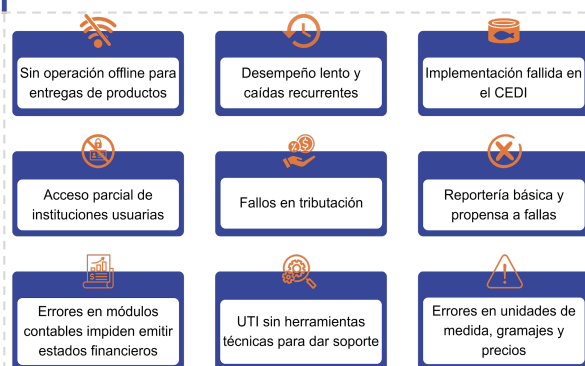 Sin operación offline para
entregas de productos
Desempeño lento y
caídas recurrentes
Implementación fallida en
el CEDI
Acceso parcial de
instituciones usuarias
Fallos en tributación
Reportería básica y
propensa a fallas
Errores en módulos
contables impiden emitir
estados financieros
UTI sin herramientas
técnicas para dar soporte
Errores en unidades de
medida, gramajes y
precios